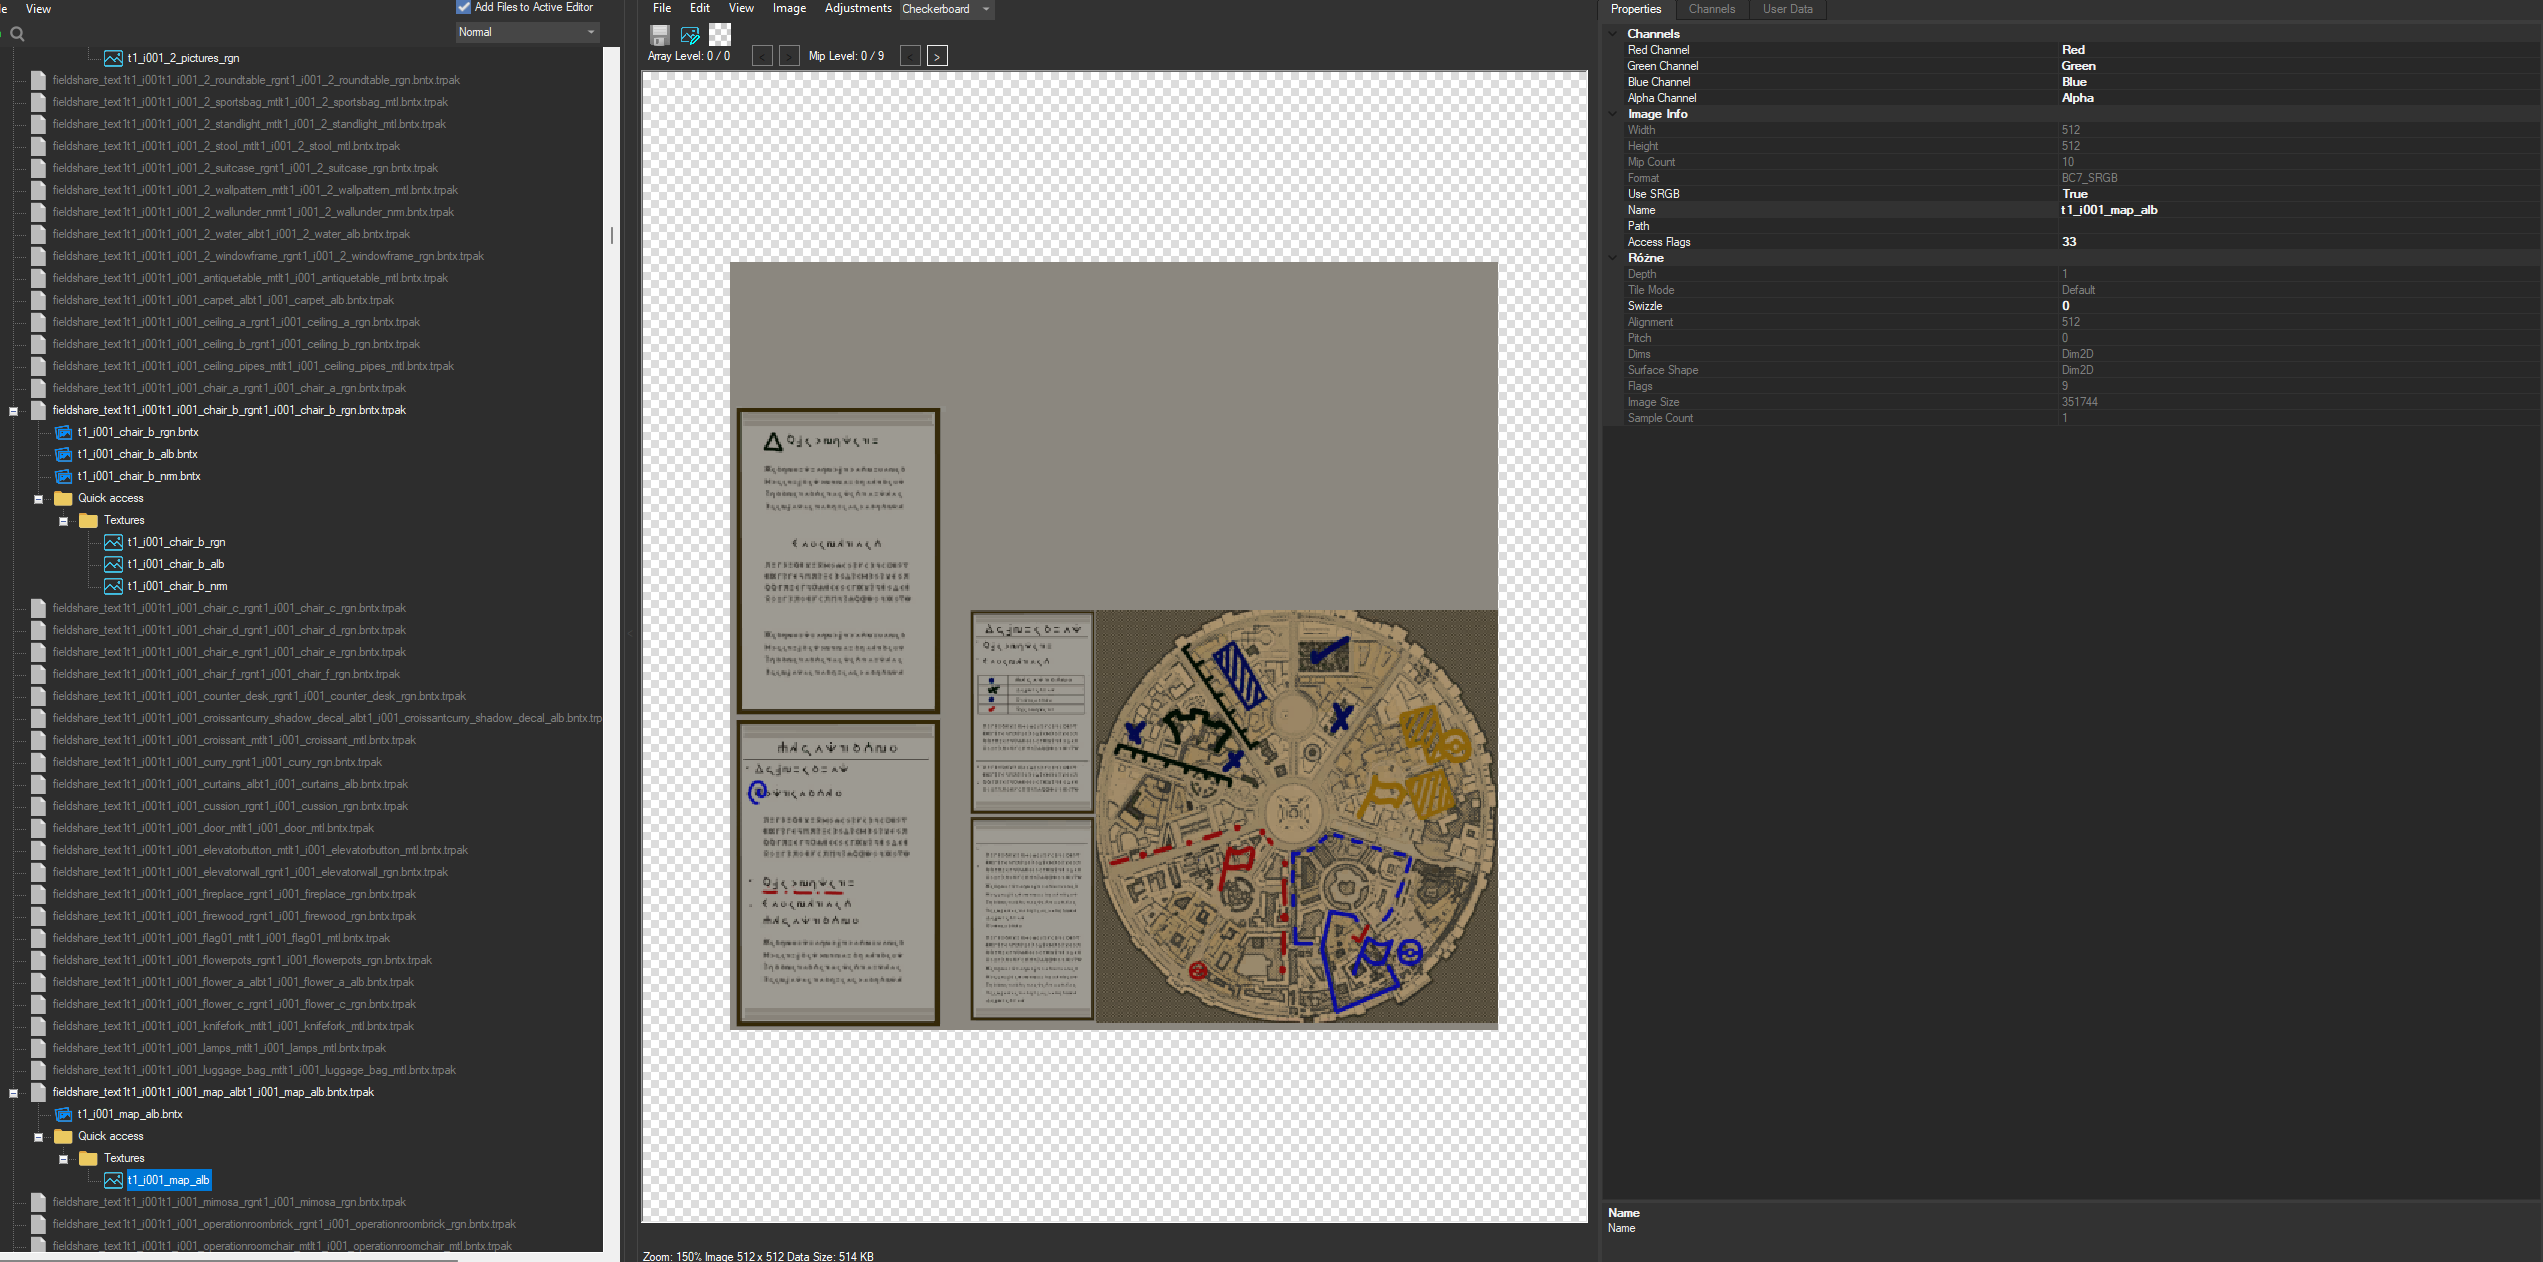 View
Add Files to Active Editor
Normal
t1_i001_2_pictures_rgn
fieldshare_text1t1_i001t1_i001_2_roundtable_rgnt1_i001_2_roundtable_rgn.bntx.trpak
fieldshare_text1t1_i001t1_i001_2_sportsbag_mtlt1_i001_2_sportsbag_mtl.bntx.trpak
fieldshare_text1t1_i001t1_i001_2_standlight_mtlt1_i001_2_standlight_mtl.bntx.trpak
fieldshare_text1t1_i001t1_i001_2_stool_mtlt1_i001_2_stool_mtl.bntx.trpak
fieldshare_text1t1_i001t1_i001_2_suitcase_rgnt1_i001_2_suitcase_rgn.bntx.trpak
fieldshare_text1t1_i001t1_i001_2_wallpattern_mtlt1_i001_2_wallpattern_mtl.bntx.trpak
fieldshare_text1t1_i001t1_i001_2_wallunder_nrmt1_i001_2_wallunder_nrm.bntx.trpak
fieldshare_text1t1_i001t1_i001_2_water_albt1_i001_2_water_alb.bntx.trpak
fieldshare_text1t1_i001t1_i001_2_windowframe_rgnt1_i001_2_windowframe_rgn.bntx.trpak
fieldshare_text1t1_i001t1_i001_antiquetable_mtlt1_i001_antiquetable_mtl.bntx.trpak
fieldshare_text1t1_i001t1_i001_carpet_albt1_i001_carpet_alb.bntx.trpak
fieldshare_text1t1_i001t1_i001_ceiling_a_rgnt1_i001_ceiling_a_rgn.bntx.trpak
fieldshare_text1t1_i001t1_i001_ceiling_b_rgnt1_i001_ceiling_b_rgn.bntx.trpak
fieldshare_text1t1_i001t1_i001_ceiling_pipes_mtlt1_i001_ceiling_pipes_mtl.bntx.trpak
fieldshare_text1t1_i001t1_i001_chair_a_rgnt1_i001_chair_a_rgn.bntx.trpak
fieldshare_text1t1_i001t1_i001_chair_b_rgnt1_i001_chair_b_rgn.bntx.trpak
t1_i001_chair_b_rgn.bntx
t1_i001_chair_b_alb.bntx
t1_i001_chair_b_nrm.bntx
Quick access
Textures
t1_i001_chair_b_rgn
t1_i001_chair_b_alb
t1_i001_chair_b_nrm
fieldshare_text1t1_i001t1_i001_chair_c_rgnt1_i001_chair_c_rgn.bntx.trpak
fieldshare_text1t1_i001t1_i001_chair_d_rgnt1_i001_chair_d_rgn.bntx.trpak
fieldshare_text1t1_i001t1_i001_chair_e_rgnt1_i001_chair_e_rgn.bntx.trpak
fieldshare_text1t1_i001t1_i001_chair_f_rgnt1_i001_chair_f_rgn.bntx.trpak
fieldshare_text1t1_i001t1_i001_counter_desk_rgnt1_i001_counter_desk_rgn.bntx.trpak
fieldshare_text1t1_i001t1_i001_croissantcurry_shadow_decal_albt1_i001_croissantcurry_shadow_decal_alb.bntx.trp
fieldshare_text1t1_i001t1_i001_croissant_mtlt1_i001_croissant_mtl.bntx.trpak
fieldshare_text1t1_i001t1_i001_curry_rgnt1_i001_curry_rgn.bntx.trpak
fieldshare_text1t1_i001t1_i001_curtains_albt1_i001_curtains_alb.bntx.trpak
fieldshare_text1t1_i001t1_i001_cussion_rgnt1_i001_cussion_rgn.bntx.trpak
fieldshare_text1t1_i001t1_i001_door_mtlt1_i001_door_mtl.bntx.trpak
fieldshare_text1t1_i001t1_i001_elevatorbutton_mtlt1_i001_elevatorbutton_mtl.bntx.trpak
fieldshare_text1t1_i001t1_i001_elevatorwall_rgnt1_i001_elevatorwall_rgn.bntx.trpak
fieldshare_text1t1_i001t1_i001_fireplace_rgnt1_i001_fireplace_rgn.bntx.trpak
fieldshare_text1t1_i001t1_i001_firewood_rgnt1_i001_firewood_rgn.bntx.trpak
fieldshare_text1t1_i001t1_i001_flag01_mtlt1_i001_flag01_mtl.bntx.trpak
fieldshare_text1t1_i001t1_i001_flowerpots_rgnt1_i001_flowerpots_rgn.bntx.trpak
fieldshare_text1t1_i001t1_i001_flower_a_albt1_i001_flower_a_alb.bntx.trpak
fieldshare_text1t1_i001t1_i001_flower_c_rgnt1_i001_flower_c_rgn.bntx.trpak
fieldshare_text1t1_i001t1_i001_knifefork_mtlt1_i001_knifefork_mtl.bntx.trpak
fieldshare_text1t1_i001t1_i001_lamps_mtlt1_i001_lamps_mtl.bntx.trpak
fieldshare_text1t1_i001t1_i001_luggage_bag_mtlt1_i001_luggage_bag_mtl.bntx.trpak
fieldshare_text1t1_i001t1_i001_map_albt1_i001_map_alb.bntx.trpak
t1_i001_map_alb.bntx
Quick access
Textures
t1_i001_map_alb
fieldshare_text1t1_i001t1_i001_mimosa_rgnt1_i001_mimosa_rgn.bntx.trpak
fieldshare_text1t1_i001t1_i001_operationroombrick_rgnt1_i001_operationroombrick_rgn.bntx.trpak
fieldshare_text1t1_i001t1_i001_operationroomchair_mtlt1_i001_operationroomchair_mtl.bntx.trpak
File Edit View Image Adjustments Checkerboard
Array Level: 0 / 0 < > Mip Level: 0 / 9 < >
Zoom: 150% Image 512 x 512 Data Size: 514 KB
Properties Channels User Data
Channels
Red Channel Red
Green Channel Green
Blue Channel Blue
Alpha Channel Alpha
Image Info
Width 512
Height 512
Mip Count 10
Format BC7_SRGB
Use SRGB True
Name t1_i001_map_alb
Path
Access Flags 33
Różne
Depth 1
Tile Mode Default
Swizzle 0
Alignment 512
Pitch 0
Dims Dim2D
Surface Shape Dim2D
Flags 9
Image Size 351744
Sample Count 1
Name
Name